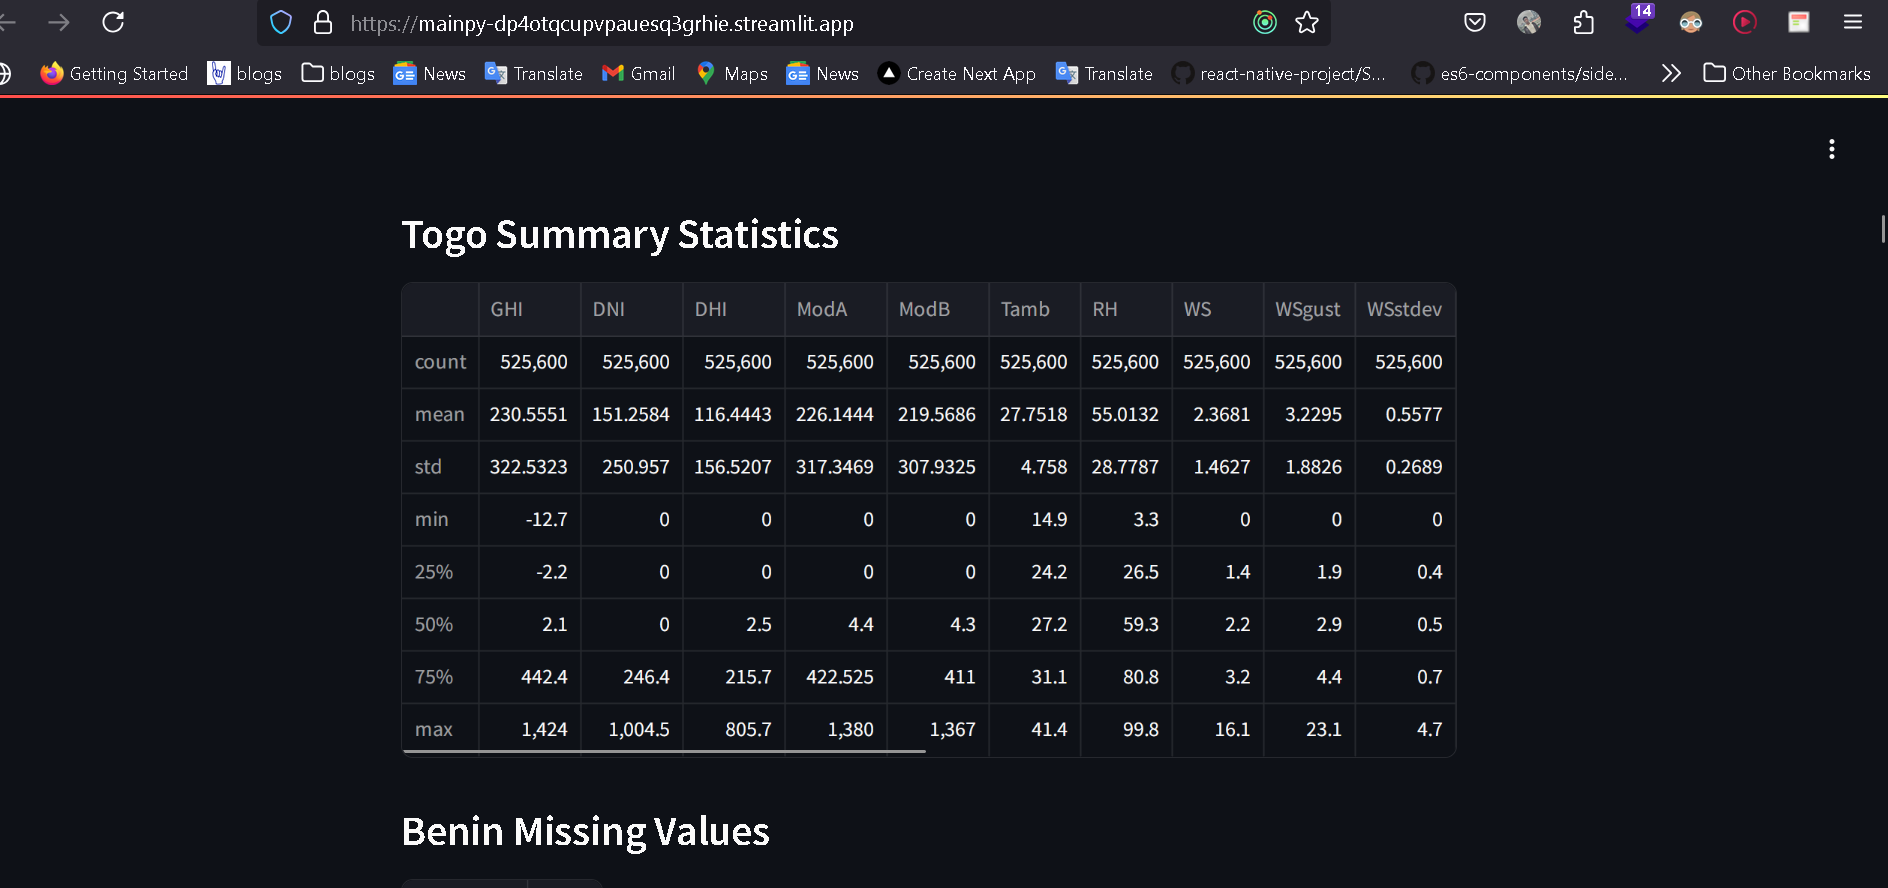 https://mainpy-dp4otqcupvpauesq3grhie.streamlit.app 14
Getting Started blogs blogs News Translate Gmail Maps News Create Next App Translate react-native-project/S... es6-components/side... Other Bookmarks
Togo Summary Statistics
GHI DNI DHI ModA ModB Tamb RH WS WSgust WSstdev
count 525,600 525,600 525,600 525,600 525,600 525,600 525,600 525,600 525,600 525,600
mean 230.5551 151.2584 116.4443 226.1444 219.5686 27.7518 55.0132 2.3681 3.2295 0.5577
std 322.5323 250.957 156.5207 317.3469 307.9325 4.758 28.7787 1.4627 1.8826 0.2689
min -12.7 0 0 0 0 14.9 3.3 0 0 0
25% -2.2 0 0 0 0 24.2 26.5 1.4 1.9 0.4
50% 2.1 0 2.5 4.4 4.3 27.2 59.3 2.2 2.9 0.5
75% 442.4 246.4 215.7 422.525 411 31.1 80.8 3.2 4.4 0.7
max 1,424 1,004.5 805.7 1,380 1,367 41.4 99.8 16.1 23.1 4.7
Benin Missing Values